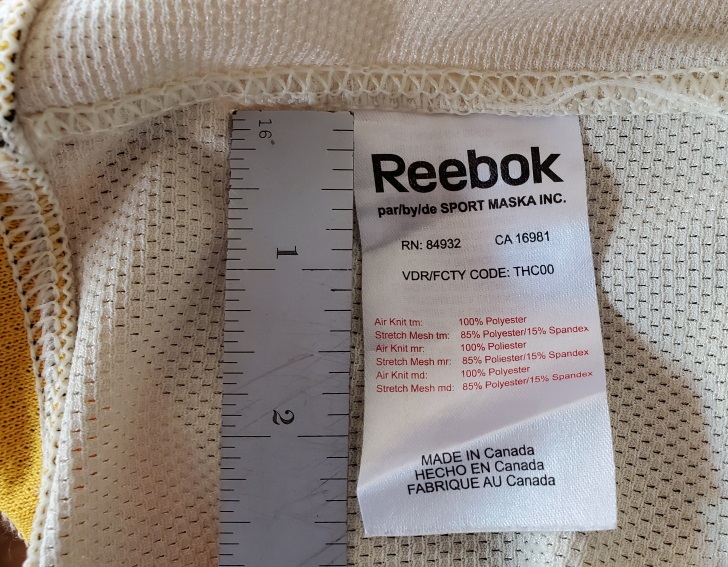 16"
1
2
Reebok
par/by/de SPORT MASKA INC.
RN: 84932 CA 16981
VDR/FCTY CODE: THC00
Air Knit tm: 100% Polyester
Stretch Mesh tm: 85% Polyester/15% Spandex
Air Knit mr: 100% Poliester
Stretch Mesh mr: 85% Poliester/15% Spandex
Air Knit md: 100% Polyester
Stretch Mesh md: 85% Polyester/15% Spandex
MADE IN Canada
HECHO EN Canada
FABRIQUE AU Canada